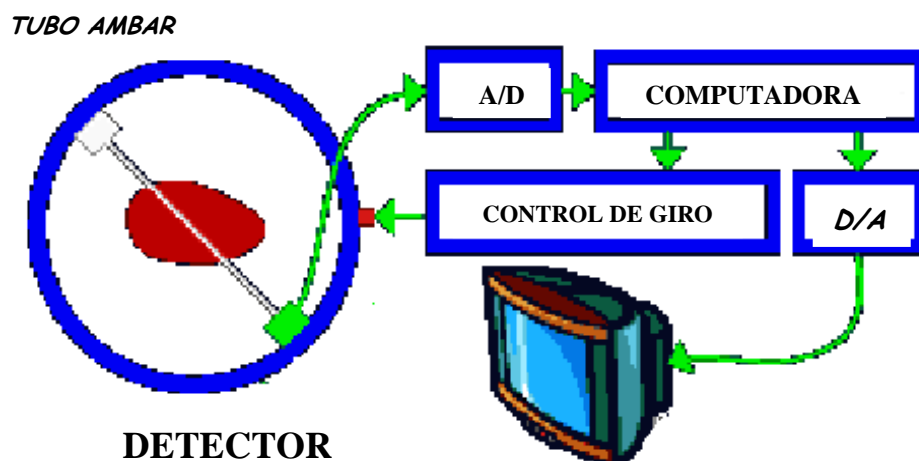 TUBO AMBAR
A/D
COMPUTADORA
CONTROL DE GIRO
D/A
DETECTOR